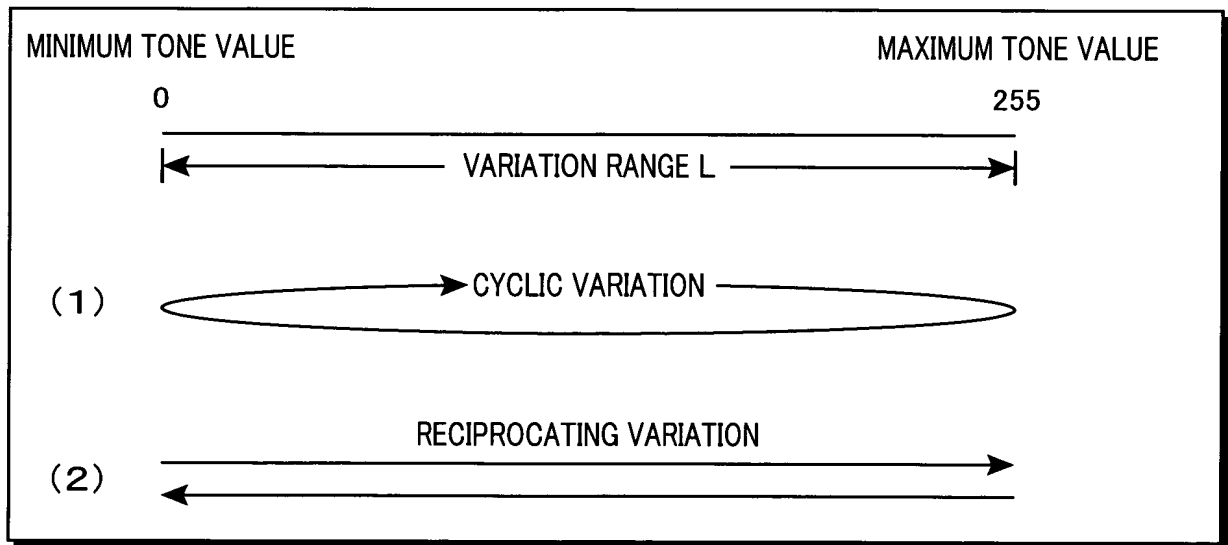 MINIMUM TONE VALUE MAXIMUM TONE VALUE
0 255
VARIATION RANGE L
(1) CYCLIC VARIATION
RECIPROCATING VARIATION
(2)